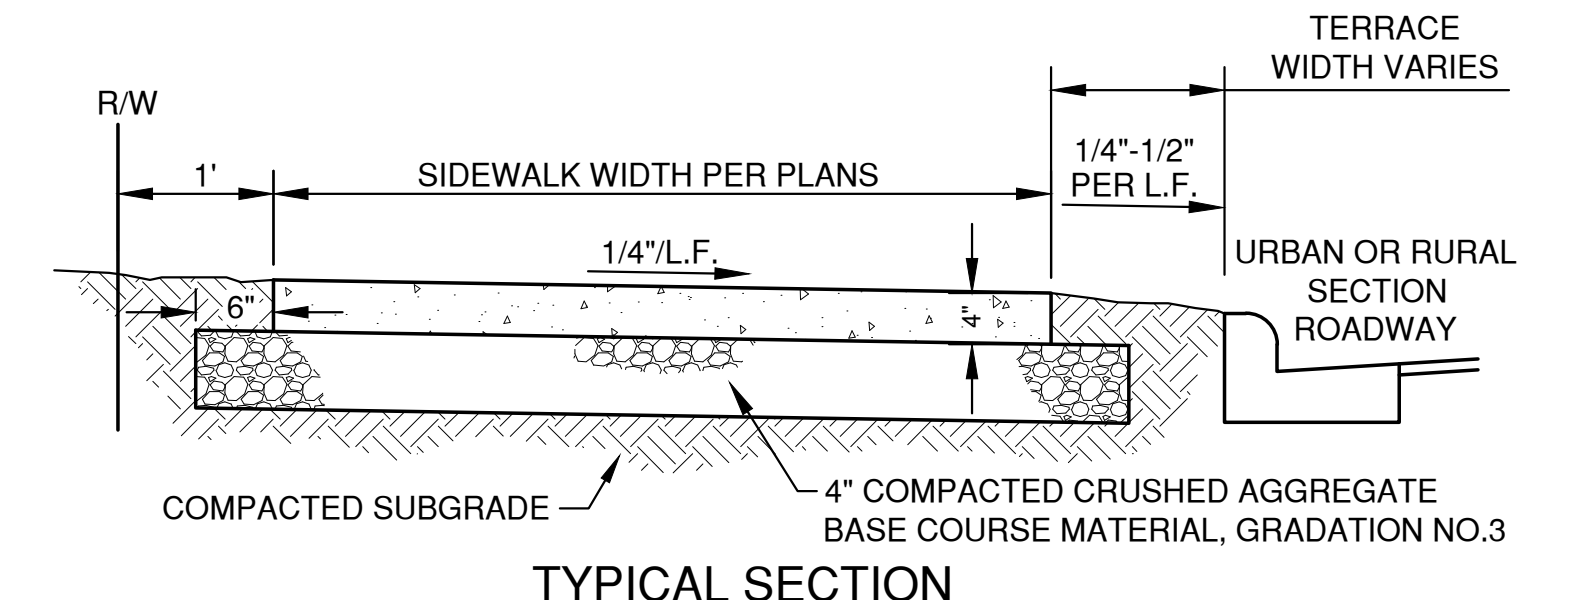 TERRACE
WIDTH VARIES
R/W
1'
SIDEWALK WIDTH PER PLANS
1/4"-1/2"
PER L.F.
1/4"/L.F.
URBAN OR RURAL
SECTION
ROADWAY
6"
4"
COMPACTED SUBGRADE
4" COMPACTED CRUSHED AGGREGATE
BASE COURSE MATERIAL, GRADATION NO.3
TYPICAL SECTION